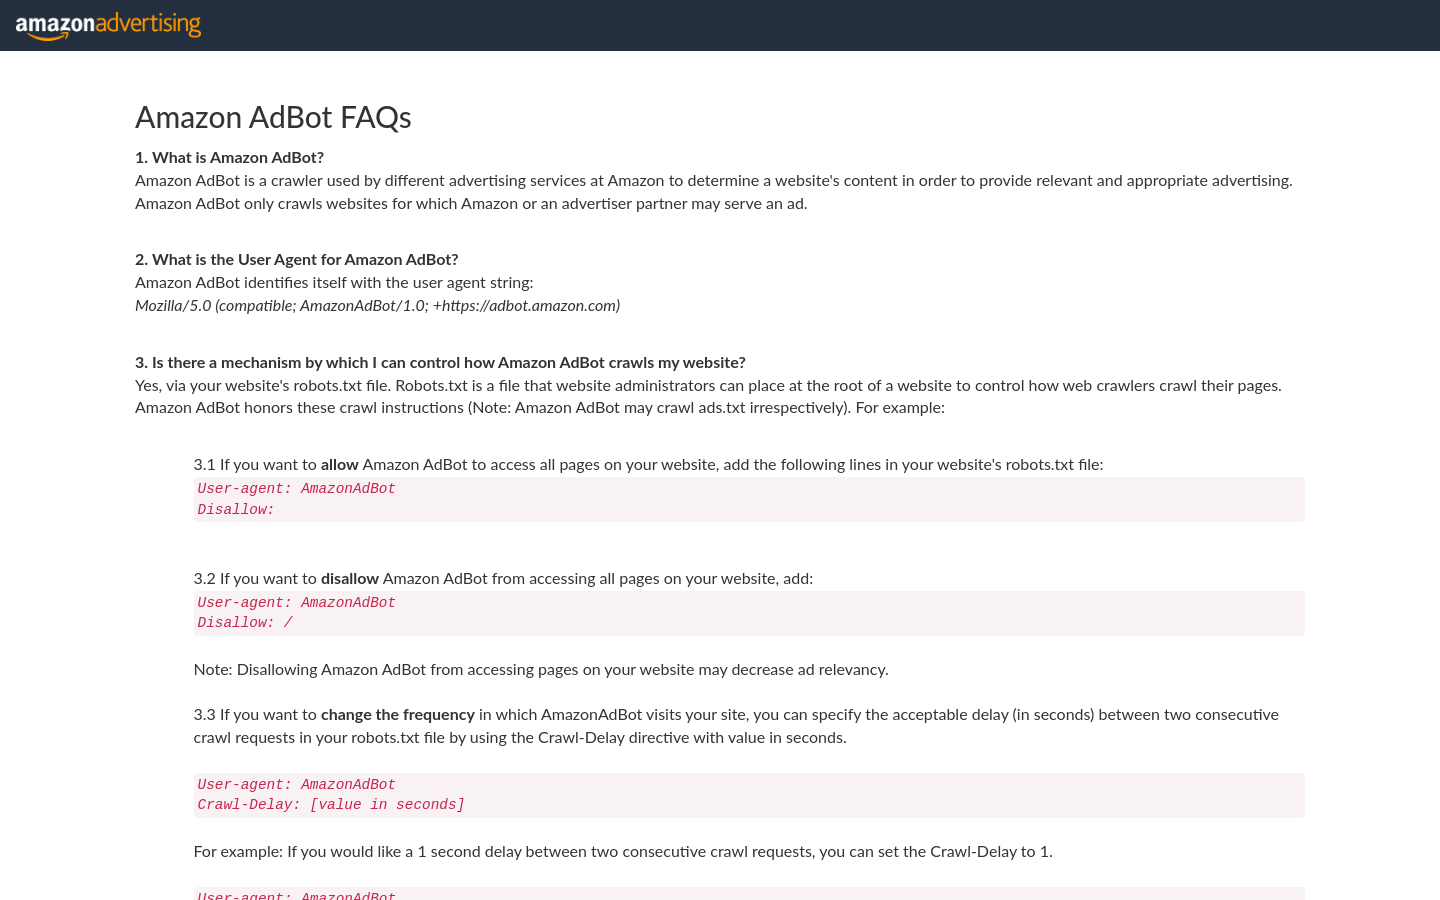 amazonadvertising
Amazon AdBot FAQs
1. What is Amazon AdBot?
Amazon AdBot is a crawler used by different advertising services at Amazon to determine a website's content in order to provide relevant and appropriate advertising.
Amazon AdBot only crawls websites for which Amazon or an advertiser partner may serve an ad.
2. What is the User Agent for Amazon AdBot?
Amazon AdBot identifies itself with the user agent string:
Mozilla/5.0 (compatible; AmazonAdBot/1.0; +https://adbot.amazon.com)
3. Is there a mechanism by which I can control how Amazon AdBot crawls my website?
Yes, via your website's robots.txt file. Robots.txt is a file that website administrators can place at the root of a website to control how web crawlers crawl their pages.
Amazon AdBot honors these crawl instructions (Note: Amazon AdBot may crawl ads.txt irrespectively). For example:
3.1 If you want to allow Amazon AdBot to access all pages on your website, add the following lines in your website's robots.txt file:
User-agent: AmazonAdBot
Disallow:
3.2 If you want to disallow Amazon AdBot from accessing all pages on your website, add:
User-agent: AmazonAdBot
Disallow: /
Note: Disallowing Amazon AdBot from accessing pages on your website may decrease ad relevancy.
3.3 If you want to change the frequency in which AmazonAdBot visits your site, you can specify the acceptable delay (in seconds) between two consecutive
crawl requests in your robots.txt file by using the Crawl-Delay directive with value in seconds.
User-agent: AmazonAdBot
Crawl-Delay: [value in seconds]
For example: If you would like a 1 second delay between two consecutive crawl requests, you can set the Crawl-Delay to 1.
User-agent: AmazonAdBot